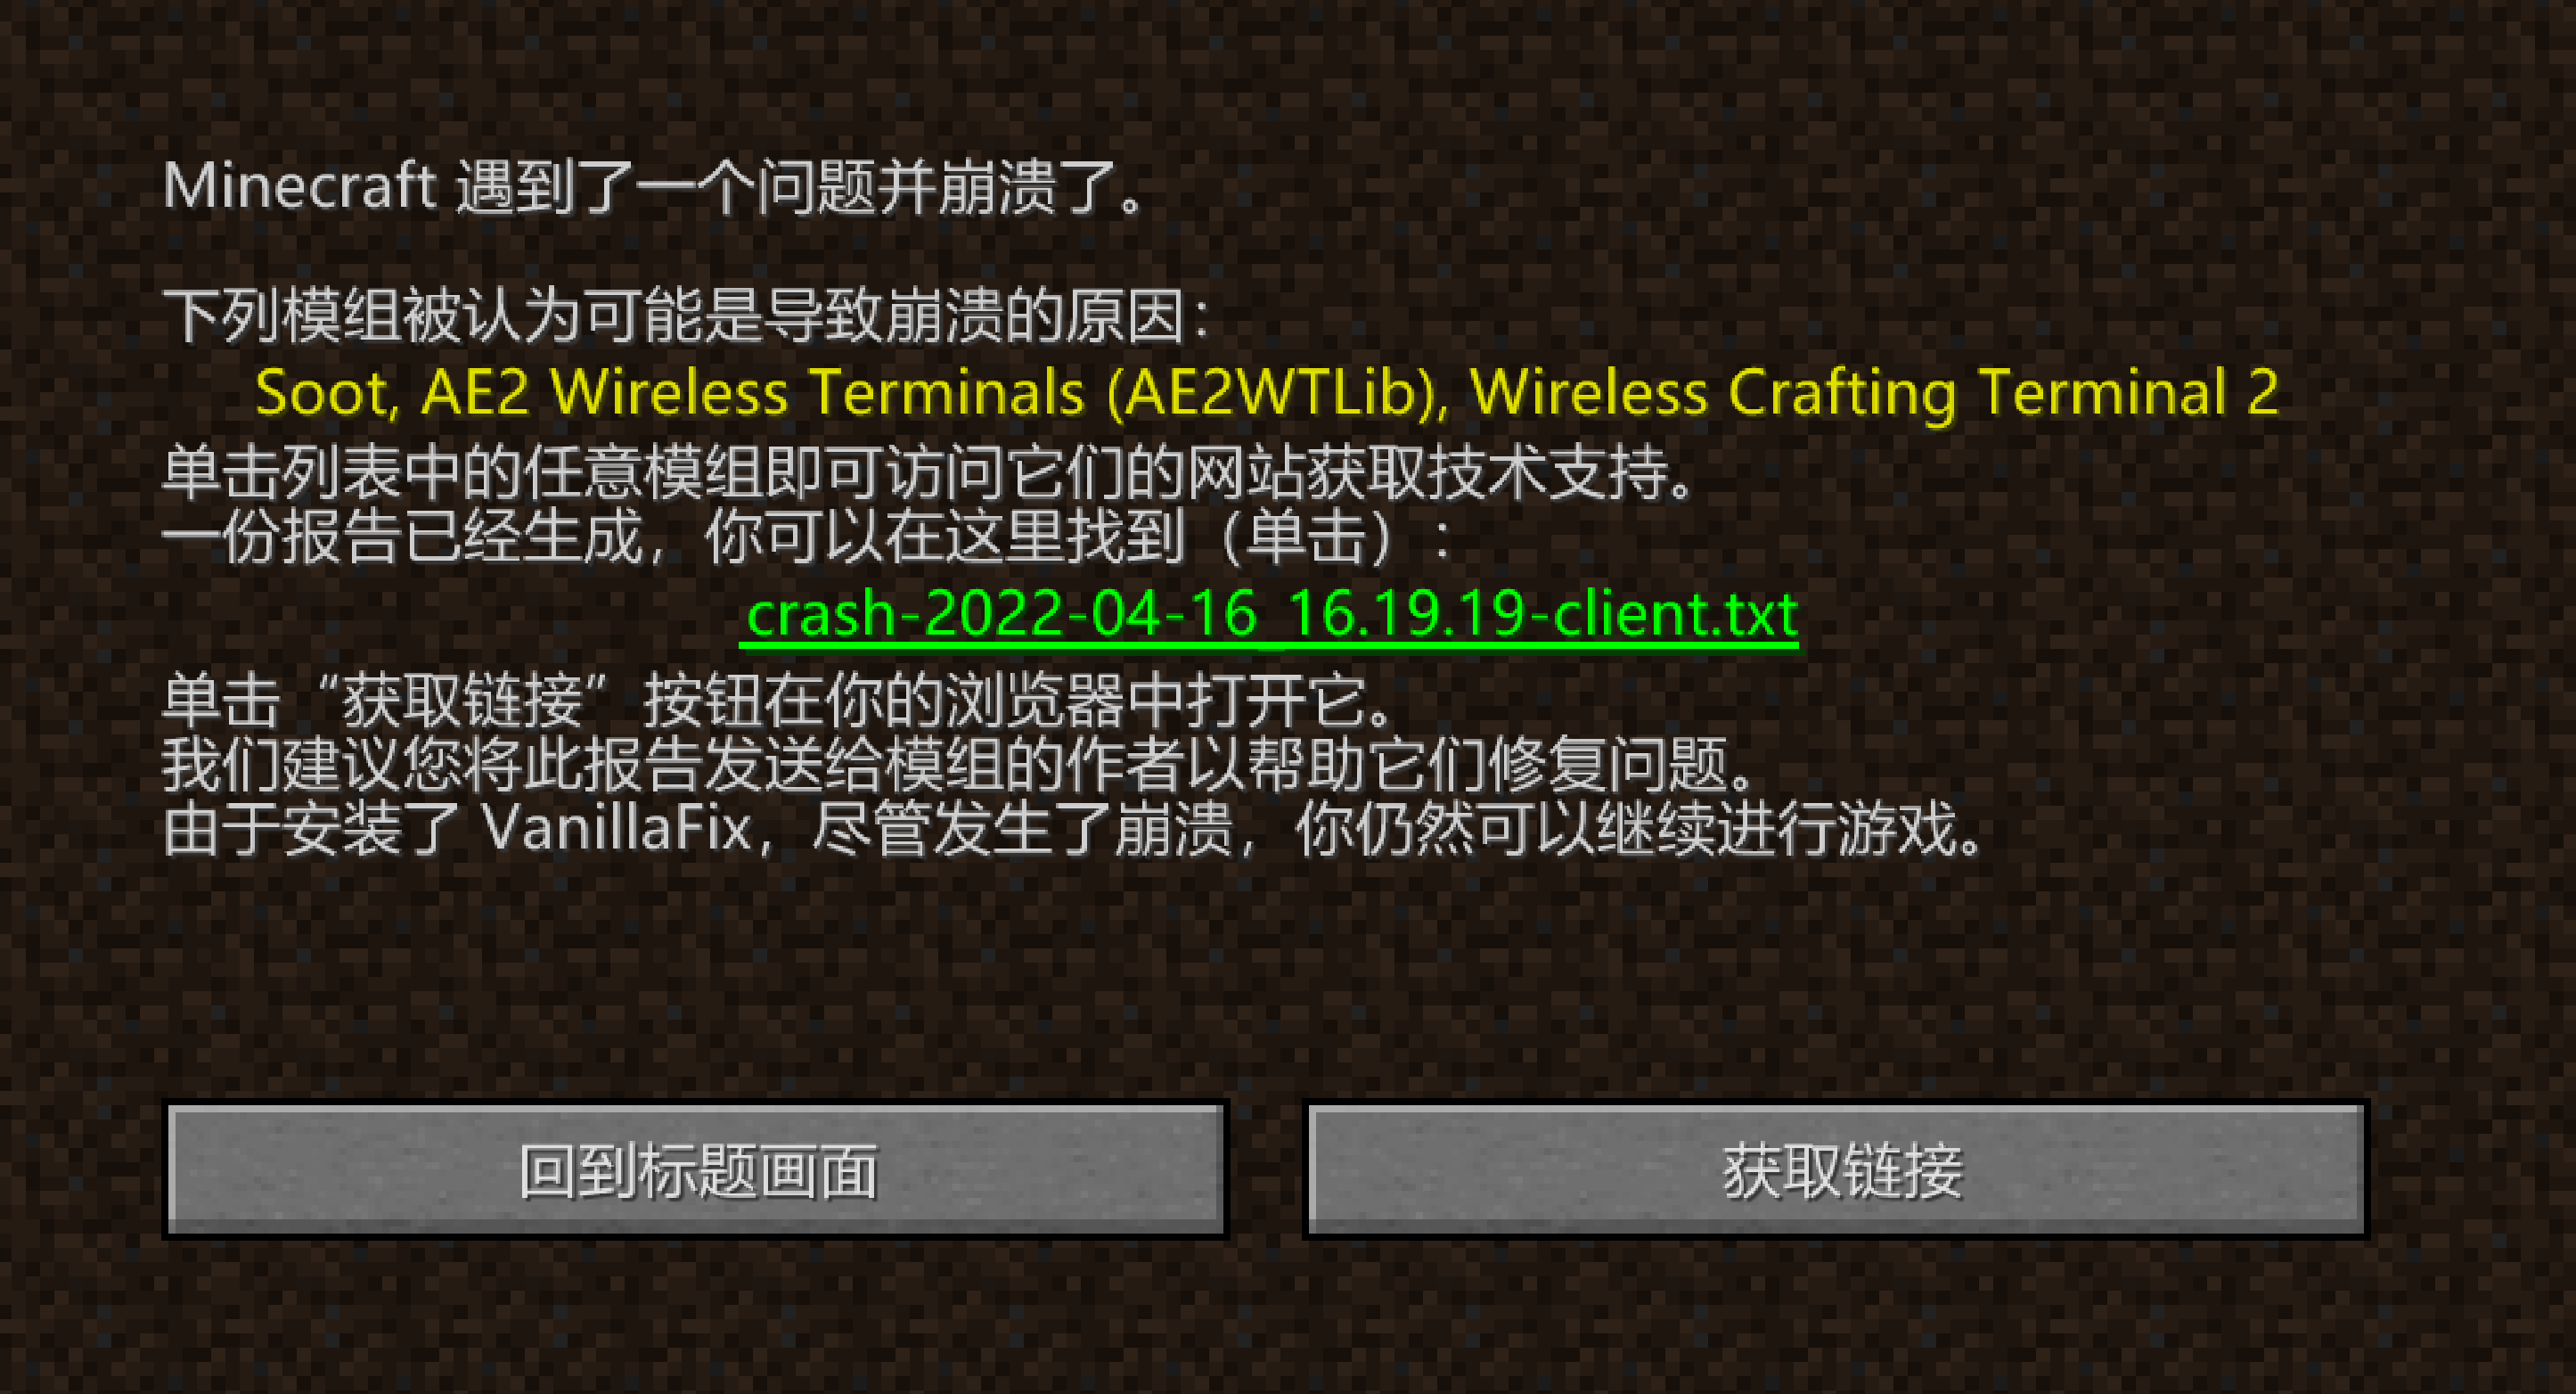 Minecraft 遇到了一个问题并崩溃了。
下列模组被认为可能是导致崩溃的原因：
Soot, AE2 Wireless Terminals (AE2WTLib), Wireless Crafting Terminal 2
单击列表中的任意模组即可访问它们的网站获取技术支持。
一份报告已经生成，你可以在这里找到（单击）：
crash-2022-04-16_16.19.19-client.txt
单击“获取链接”按钮在你的浏览器中打开它。
我们建议您将此报告发送给模组的作者以帮助它们修复问题。
由于安装了 VanillaFix，尽管发生了崩溃，你仍然可以继续进行游戏。
回到标题画面
获取链接